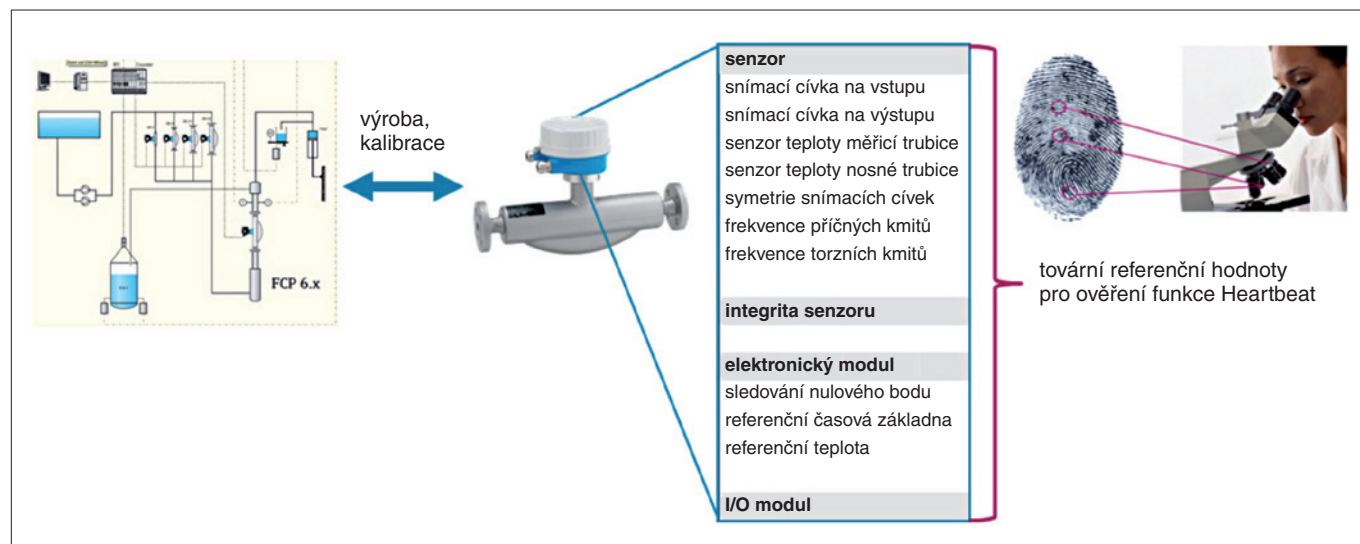 FCP 6.x
výroba,
kalibrace
senzor
snímací cívka na vstupu
snímací cívka na výstupu
senzor teploty měřicí trubice
senzor teploty nosné trubice
symetrie snímacích cívek
frekvence příčných kmitů
frekvence torzních kmitů
integrita senzoru
elektronický modul
sledování nulového bodu
referenční časová základna
referenční teplota
I/O modul
tovární referenční hodnoty
pro ověření funkce Heartbeat